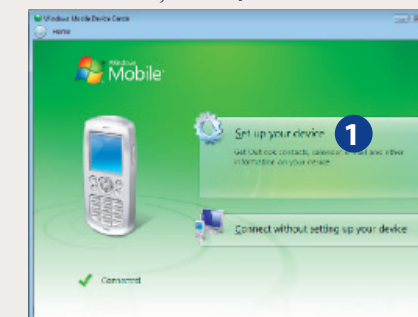 Windows Mobile Device Center
Home
Windows
Mobile
Set up your device
1
Get Outlook contacts, calendar, e-mail and other
information on your device
Connect without setting up your device
Connected